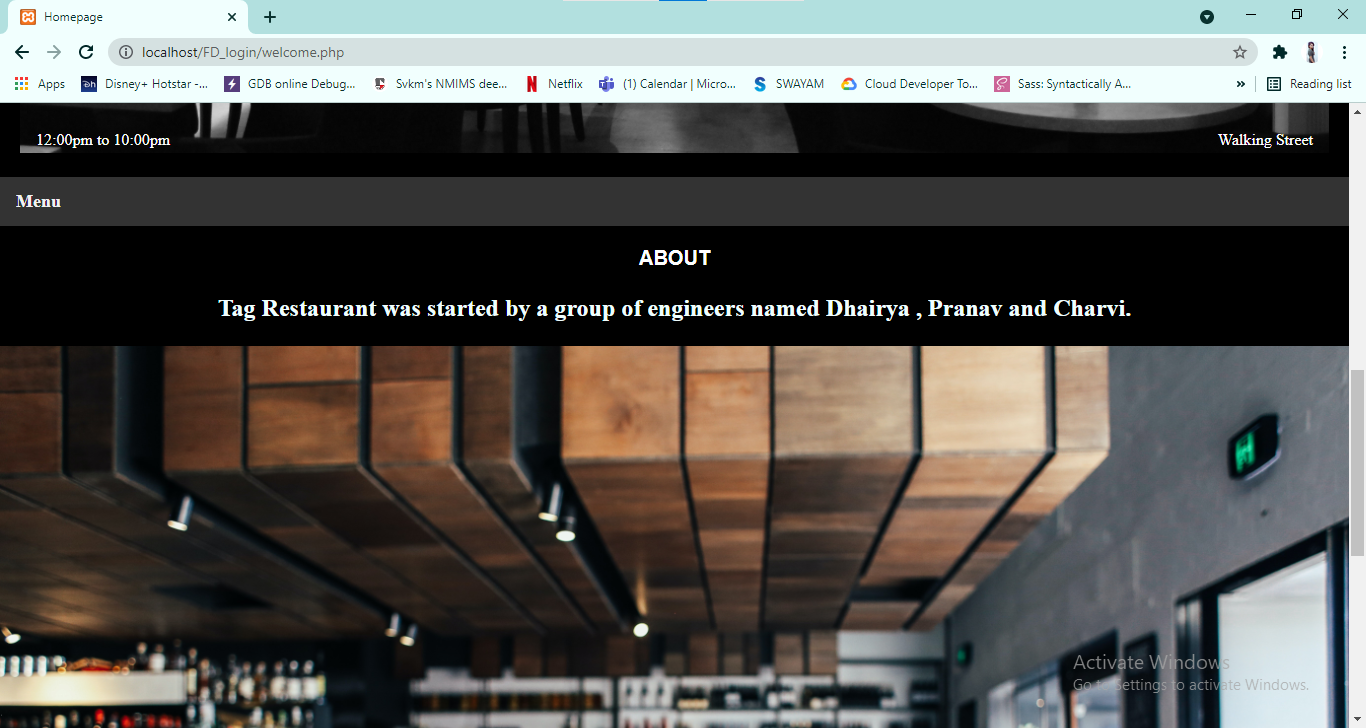 Homepage
localhost/FD_login/welcome.php
Apps Disney+ Hotstar -... GDB online Debug... Svkm's NMIMS dee... Netflix (1) Calendar | Micro... SWAYAM Cloud Developer To... Sass: Syntactically A... » Reading list
12:00pm to 10:00pm Walking Street
Menu
ABOUT
Tag Restaurant was started by a group of engineers named Dhairya , Pranav and Charvi.
Activate Windows
Go to Settings to activate Windows.